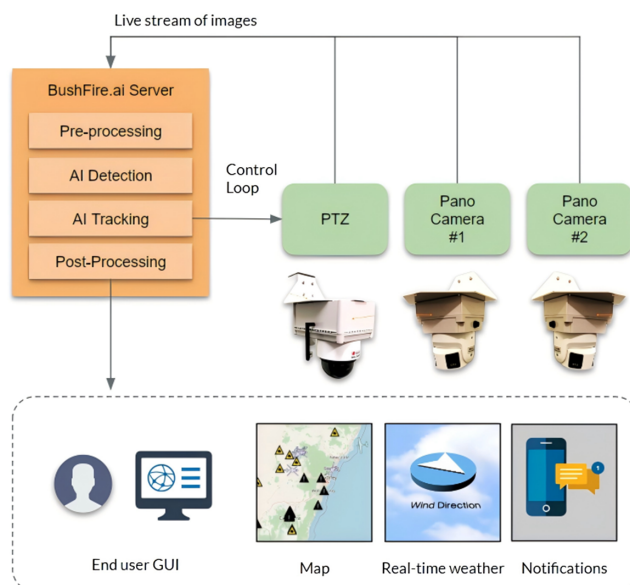 Live stream of images
BushFire.ai Server
Pre-processing
AI Detection
AI Tracking
Post-Processing
Control
Loop
PTZ
Pano
Camera
#1
Pano
Camera
#2
Wind Direction
1
End user GUI
Map
Real-time weather
Notifications